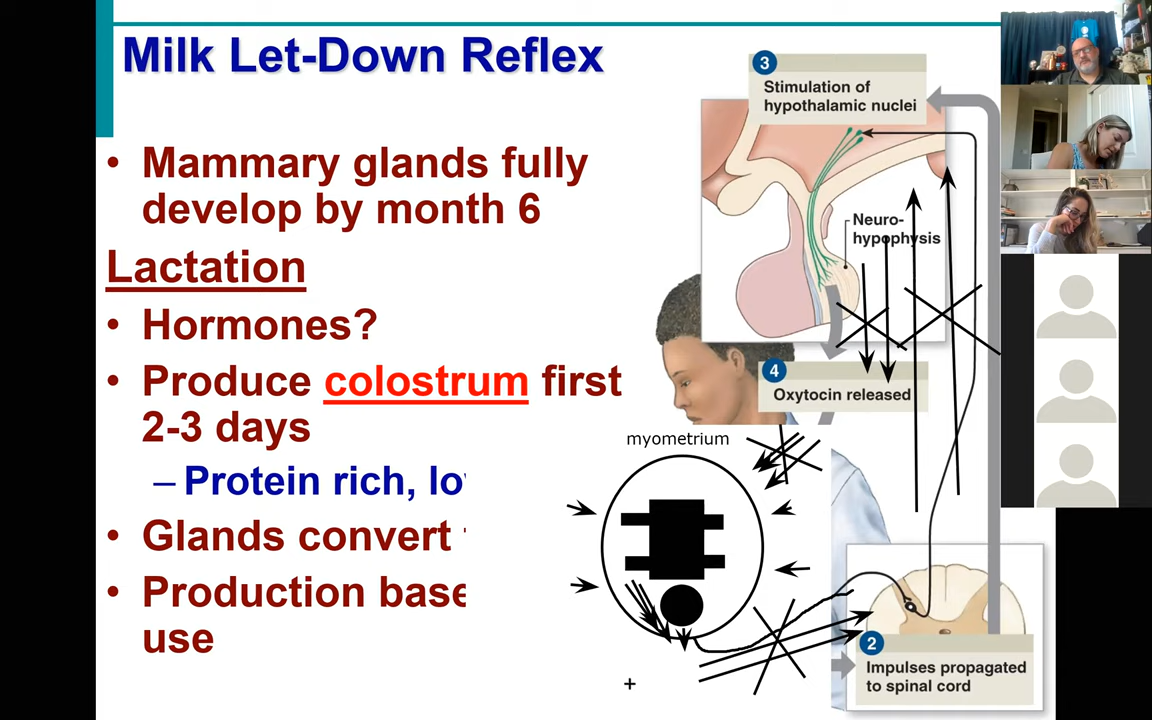 Milk Let-Down Reflex
• Mammary glands fully
develop by month 6
Lactation
• Hormones?
• Produce colostrum first
2-3 days
– Protein rich,
• Glands convert
• Production
use
3
Stimulation of
hypothalamic nuclei
Neuro-
hypophysis
4
Oxytocin released
myometrium
2
Impulses propagated
to spinal cord
+